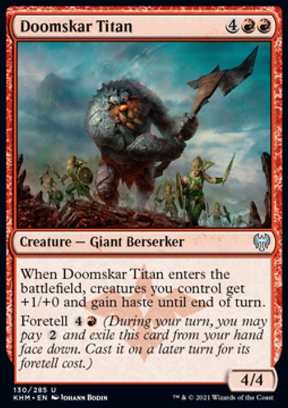 Doomskar Titan 4
Creature — Giant Berserker
When Doomskar Titan enters the
battlefield, creatures you control get
+1/+0 and gain haste until end of turn.
Foretell 4 (During your turn, you may
pay 2 and exile this card from your hand
face down. Cast it on a later turn for its
foretell cost.)
4/4
130/285 U
KHM • EN Johann Bodin
™ & © 2021 Wizards of the Coast